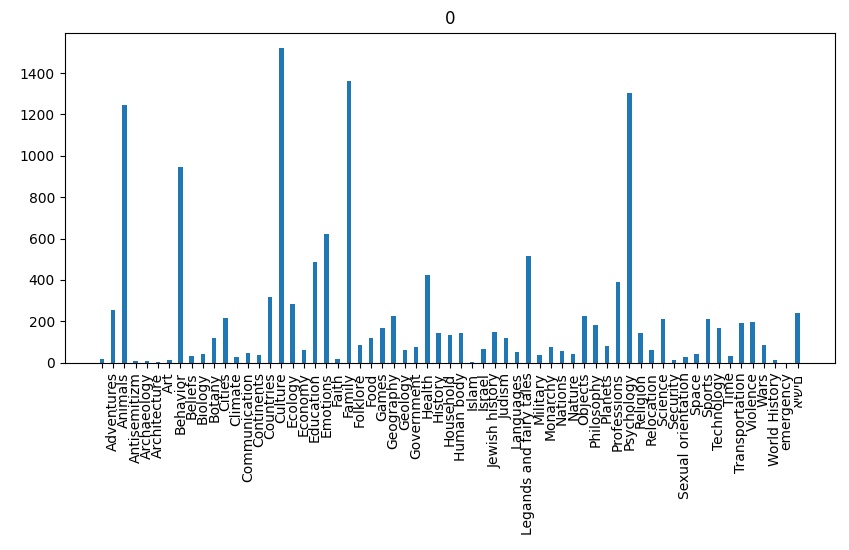 0
1400
1200
1000
800
600
400
200
0
Adventures
Animals
Antisemitizm
Archaeology
Architecture
Art
Behavior
Beliefs
Biology
Botany
Cities
Climate
Communication
Continents
Countries
Culture
Ecology
Economy
Education
Emotions
Faith
Family
Folklore
Food
Games
Geography
Geology
Government
Health
History
Household
Human body
Islam
Israel
Jewish history
Judism
Languages
Legands and fairy tales
Military
Monarchy
Nations
Nature
Objects
Philosophy
Planets
Professions
Psychology
Religion
Relocation
Science
Security
Sexual orientation
Space
Sports
Technology
Time
Transportation
Violence
Wars
World History
emergency
םישיא